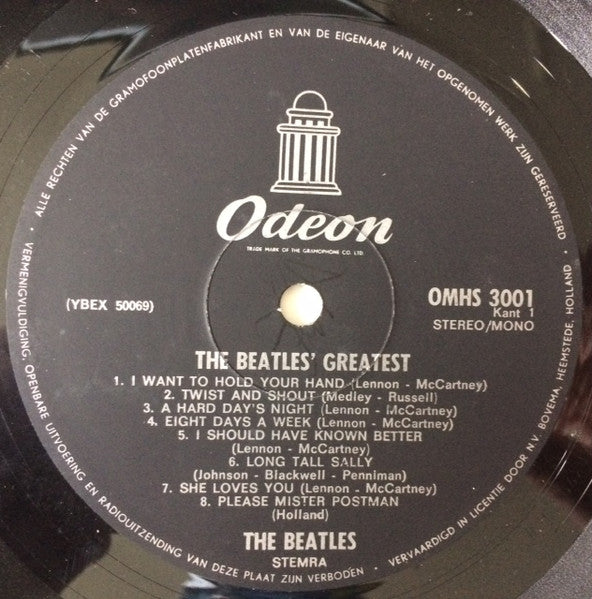 · ALLE RECHTEN VAN DE GRAMOFOONPLATENFABRIKANT EN VAN DE EIGENAAR VAN HET OPGENOMEN WERK ZIJN GERESERVEERD ·
Odeon
TRADE MARK OF THE GRAMOPHONE CO. LTD.
(YBEX 50069)
OMHS 3001
Kant 1
STEREO/MONO
THE BEATLES' GREATEST
1. I WANT TO HOLD YOUR HAND (Lennon - McCartney)
2. TWIST AND SHOUT (Medley - Russell)
3. A HARD DAY'S NIGHT (Lennon - McCartney)
4. EIGHT DAYS A WEEK (Lennon - McCartney)
5. I SHOULD HAVE KNOWN BETTER
(Lennon - McCartney)
6. LONG TALL SALLY
(Johnson - Blackwell - Penniman)
7. SHE LOVES YOU (Lennon - McCartney)
8. PLEASE MISTER POSTMAN
(Holland)
THE BEATLES
STEMRA
VERMENIGVULDIGING, OPENBARE UITVOERING EN RADIOUITZENDING VAN DEZE PLAAT ZIJN VERBODEN ·
VERVAARDIGD IN LICENTIE DOOR N.V. BOVEMA, HEEMSTEDE, HOLLAND ·